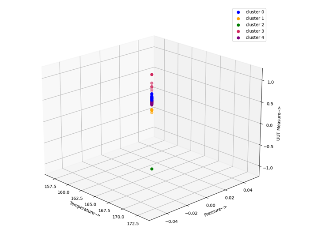 cluster 0
cluster 1
cluster 2
cluster 3
cluster 4
1.0
0.5
0.0
−0.5
−1.0
157.5
160.0
162.5
165.0
167.5
170.0
172.5
Temperature-->
−0.04
−0.02
0.00
0.02
0.04
Pressure-->